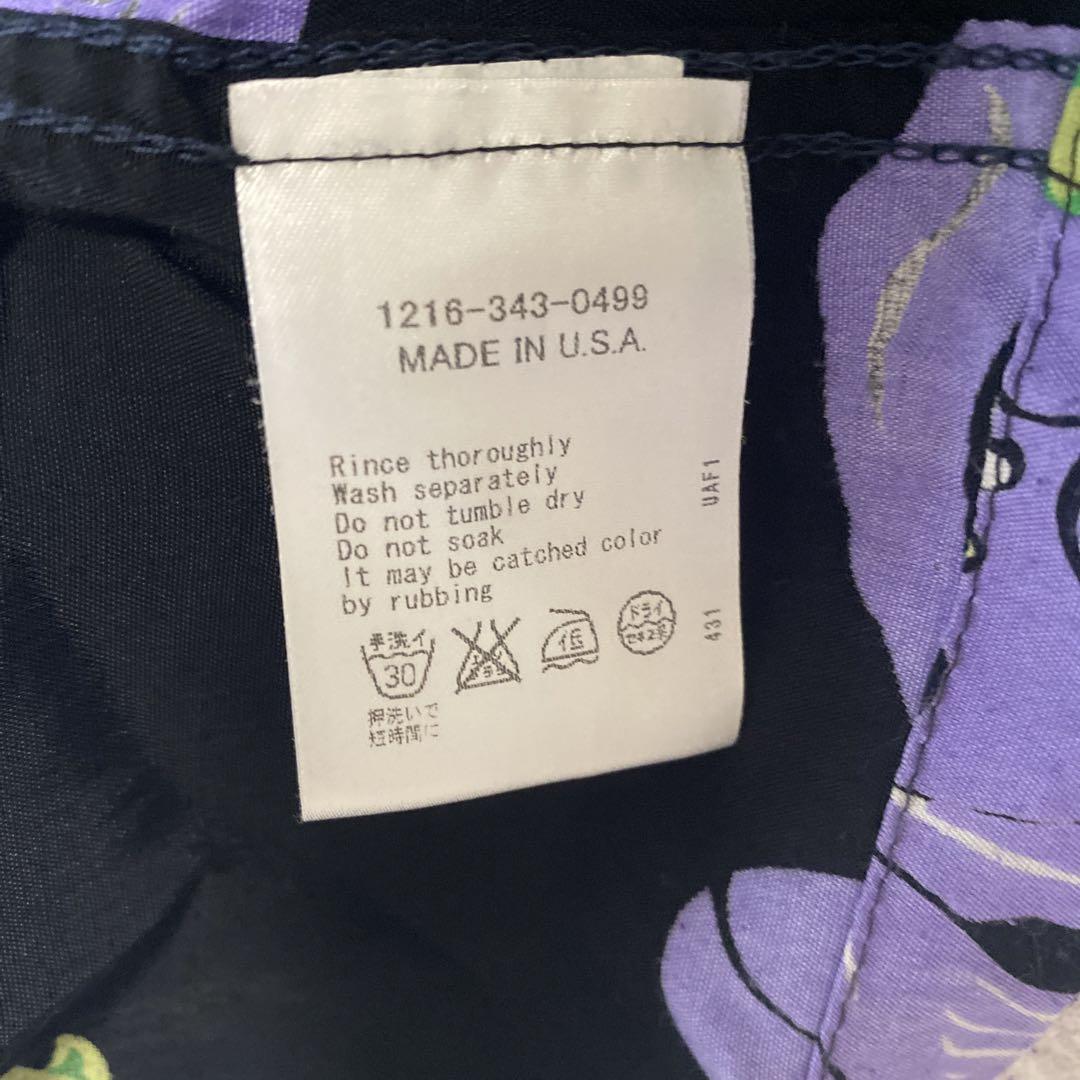 1216-343-0499
MADE IN U.S.A.
Rince thoroughly
Wash separately
Do not tumble dry
Do not soak
It may be catched color
by rubbing
手洗イ
30
低
ドライ
セキユ系
押洗いで
短時間に
UAF1
431